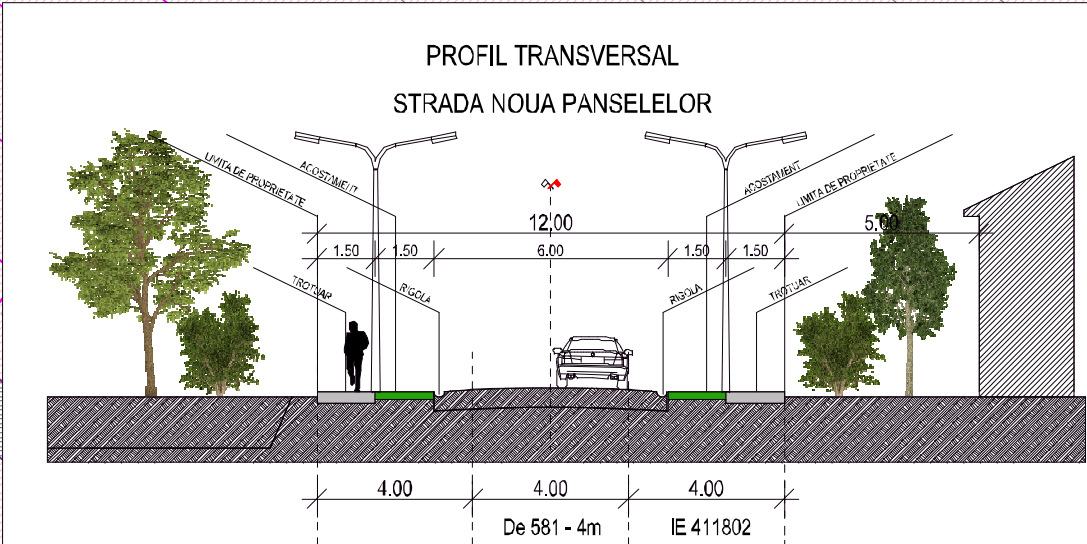 PROFIL TRANSVERSAL
STRADA NOUA PANSELELOR
LIMITA DE PROPRIETATE
ACOSTAMENT
ACOSTAMENT
LIMITA DE PROPRIETATE
12.00
5.00
1.50
1.50
6.00
1.50
1.50
TROTUAR
RIGOLA
RIGOLA
TROTUAR
4.00
4.00
4.00
De 581 - 4m
IE 411802